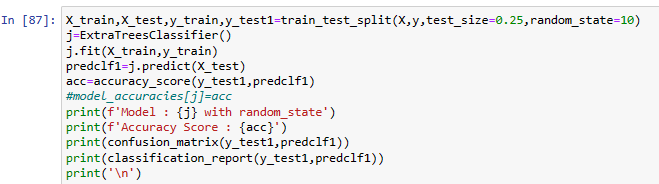 In [87]: X_train,X_test,y_train,y_test1=train_test_split(X,y,test_size=0.25,random_state=10)
j=ExtraTreesClassifier()
j.fit(X_train,y_train)
predclf1=j.predict(X_test)
acc=accuracy_score(y_test1,predclf1)
#model_accuracies[j]=acc
print(f'Model : {j} with random_state')
print(f'Accuracy Score : {acc}')
print(confusion_matrix(y_test1,predclf1))
print(classification_report(y_test1,predclf1))
print('\n')